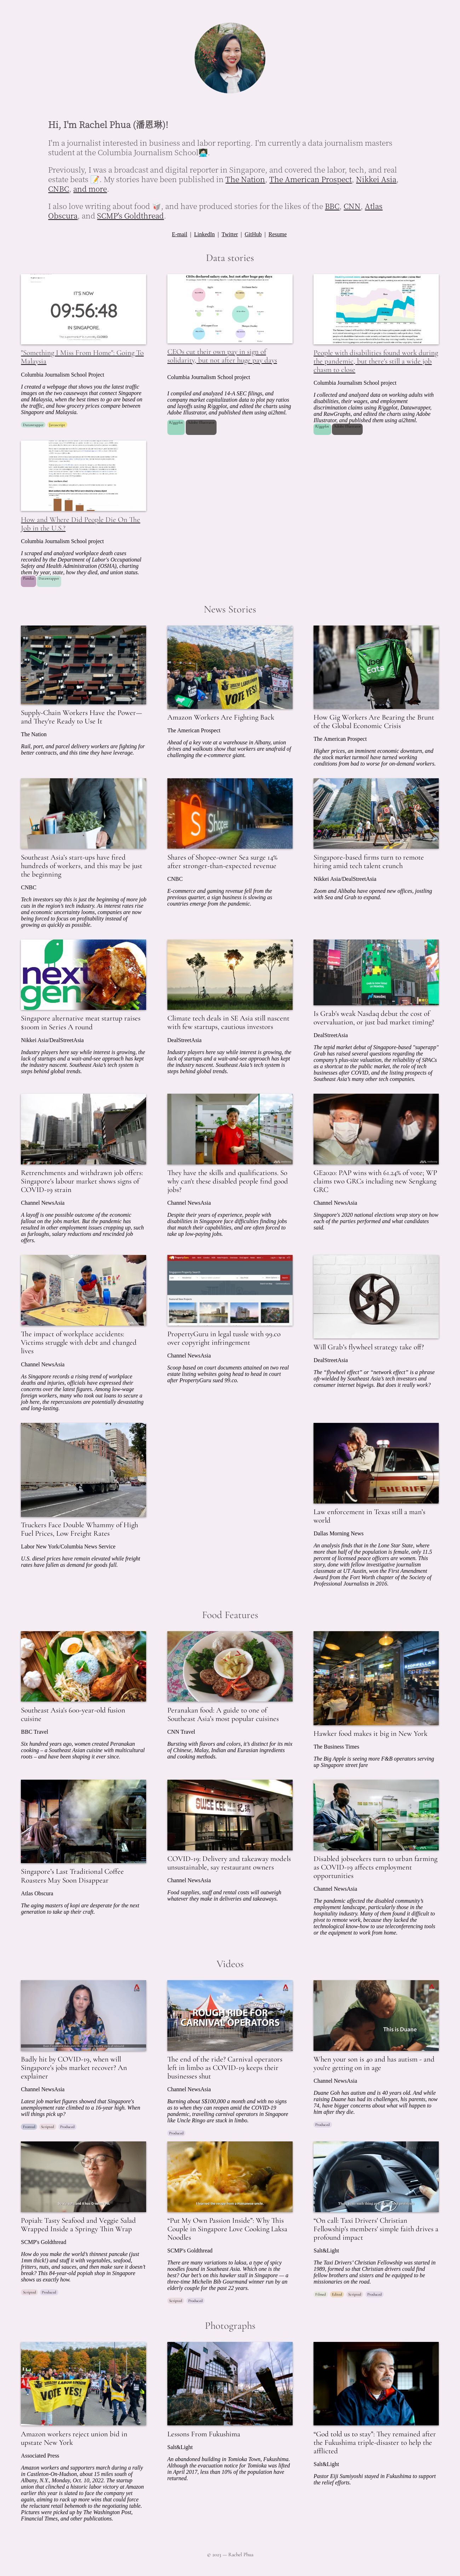 Hi, I'm Rachel Phua (潘恩琳)!
I'm a journalist interested in business and labor reporting. I'm currently a data journalism masters
student at the Columbia Journalism School
Previously, I was a broadcast and digital reporter in Singapore, and covered the labor, tech, and real
estate beats 📝. My stories have been published in The Nation, The American Prospect, Nikkei Asia,
CNBC, and more.
I also love writing about food 🥡, and have produced stories for the likes of the BBC, CNN, Atlas
Obscura, and SCMP's Goldthread.
E-mail | LinkedIn | Twitter | GitHub | Resume
Data stories
IT'S NOW
09:56:48
IN SINGAPORE.
"Something I Miss From Home": Going To
Malaysia
Columbia Journalism School Project
I created a webpage that displays the latest traffic
images on the two causeways that connect Singapore
and Malaysia, when the best times to go are based on
the traffic, and how grocery prices compare between
Singapore and Malaysia.
Datawrapper Javascript
CEOs cut their own pay in sign of
solidarity, but not after huge pay days
Columbia Journalism School project
I compiled and analyzed 14-A SEC filings, and
company market capitalization data to plot pay ratios
and layoffs using R/ggplot, and edited the charts using
Adobe Illustrator, and published them using ai2html.
R/ggplot Adobe Illustrator
People with disabilities found work during
the pandemic, but there's still a wide job
chasm to close
Columbia Journalism School project
I collected and analyzed data on working adults with
disabilities, their wages, and employment
discrimination claims using R/ggplot, Datawrapper,
and RawGraphs, and edited the charts using Adobe
Illustrator, and published them using ai2html.
R/ggplot Adobe Illustrator
How and Where Did People Die On The
Job in the U.S.?
Columbia Journalism School project
I scraped and analyzed workplace death cases
recorded by the Department of Labor's Occupational
Safety and Health Administration (OSHA), charting
them by year, state, how they died, and union status.
Pandas Datawrapper
News Stories
Supply-Chain Workers Have the Power—
and They're Ready to Use It
The Nation
Rail, port, and parcel delivery workers are fighting for
better contracts, and this time they have leverage.
VOTE YES!
Amazon Workers Are Fighting Back
The American Prospect
Ahead of a key vote at a warehouse in Albany, union
drives and walkouts show that workers are unafraid of
challenging the e-commerce giant.
Uber
Eats
How Gig Workers Are Bearing the Brunt
of the Global Economic Crisis
The American Prospect
Higher prices, an imminent economic downturn, and
the stock market turmoil have turned working
conditions from bad to worse for on-demand workers.
Southeast Asia's start-ups have fired
hundreds of workers, and this may be just
the beginning
CNBC
Tech investors say this is just the beginning of more job
cuts in the region's tech industry. As interest rates rise
and economic uncertainty looms, companies are now
being forced to focus on profitability instead of
growing as quickly as possible.
Shopee
Shares of Shopee-owner Sea surge 14%
after stronger-than-expected revenue
CNBC
E-commerce and gaming revenue fell from the
previous quarter, a sign business is slowing as
countries emerge from the pandemic.
Singapore-based firms turn to remote
hiring amid tech talent crunch
Nikkei Asia/DealStreetAsia
Zoom and Alibaba have opened new offices, jostling
with Sea and Grab to expand.
next
gen
Singapore alternative meat startup raises
$100m in Series A round
Nikkei Asia/DealStreetAsia
Industry players here say while interest is growing, the
lack of startups and a wait-and-see approach has kept
the industry nascent. Southeast Asia's tech system is
steps behind global trends.
Climate tech deals in SE Asia still nascent
with few startups, cautious investors
DealStreetAsia
Industry players here say while interest is growing, the
lack of startups and a wait-and-see approach has kept
the industry nascent. Southeast Asia's tech system is
steps behind global trends.
Is Grab's weak Nasdaq debut the cost of
overvaluation, or just bad market timing?
DealStreetAsia
The tepid market debut of Singapore-based "superapp"
Grab has raised several questions regarding the
company's plus-size valuation, the reliability of SPACs
as a shortcut to the public market, the role of tech
businesses after COVID, and the listing prospects of
Southeast Asia's many other tech companies.
Retrenchments and withdrawn job offers:
Singapore's labour market shows signs of
COVID-19 strain
Channel NewsAsia
A layoff is one possible outcome of the economic
fallout on the jobs market. But the pandemic has
resulted in other employment issues cropping up, such
as furloughs, salary reductions and rescinded job
offers.
They have the skills and qualifications. So
why can't these disabled people find good
jobs?
Channel NewsAsia
Despite their years of experience, people with
disabilities in Singapore face difficulties finding jobs
that match their capabilities, and are often forced to
take up low-paying jobs.
GE2020: PAP wins with 61.24% of vote; WP
claims two GRCs including new Sengkang
GRC
Channel NewsAsia
Singapore's 2020 national elections wrap story on how
each of the parties performed and what candidates
said.
The impact of workplace accidents:
Victims struggle with debt and changed
lives
Channel NewsAsia
As Singapore records a rising trend of workplace
deaths and injuries, officials have expressed their
concerns over the latest figures. Among low-wage
foreign workers, many who took out loans to secure a
job here, the repercussions are potentially devastating
and long-lasting.
PropertyGuru in legal tussle with 99.co
over copyright infringement
Channel NewsAsia
Scoop based on court documents attained on two real
estate listing websites going head to head in court
after PropertyGuru sued 99.co.
Will Grab's flywheel strategy take off?
DealStreetAsia
The "flywheel effect" or "network effect" is a phrase
oft-wielded by Southeast Asia's tech investors and
consumer internet bigwigs. But does it really work?
Truckers Face Double Whammy of High
Fuel Prices, Low Freight Rates
Labor New York/Columbia News Service
U.S. diesel prices have remain elevated while freight
rates have fallen as demand for goods fall.
SHERIFF
Law enforcement in Texas still a man's
world
Dallas Morning News
An analysis finds that in the Lone Star State, where
more than half of the population is female, only 11.5
percent of licensed peace officers are women. This
story, done with fellow investigative journalism
classmate at UT Austin, won the First Amendment
Award from the Fort Worth chapter of the Society of
Professional Journalists in 2016.
Food Features
Southeast Asia's 600-year-old fusion
cuisine
BBC Travel
Six hundred years ago, women created Peranakan
cooking – a Southeast Asian cuisine with multicultural
roots – and have been shaping it ever since.
Peranakan food: A guide to one of
Southeast Asia's most popular cuisines
CNN Travel
Bursting with flavors and colors, it's distinct for its mix
of Chinese, Malay, Indian and Eurasian ingredients
and cooking methods.
Hawker food makes it big in New York
The Business Times
The Big Apple is seeing more F&B operators serving
up Singapore street fare
Singapore's Last Traditional Coffee
Roasters May Soon Disappear
Atlas Obscura
The aging masters of kopi are desperate for the next
generation to take up their craft.
COVID-19: Delivery and takeaway models
unsustainable, say restaurant owners
Channel NewsAsia
Food supplies, staff and rental costs will outweigh
whatever they make in deliveries and takeaways.
Disabled jobseekers turn to urban farming
as COVID-19 affects employment
opportunities
Channel NewsAsia
The pandemic affected the disabled community's
employment landscape, particularly those in the
hospitality industry. Many of them found it difficult to
pivot to remote work, because they lacked the
technological know-how to use teleconferencing tools
or the equipment to work from home.
Videos
Badly hit by COVID-19, when will
Singapore's jobs market recover? An
explainer
Channel NewsAsia
Latest job market figures showed that Singapore's
unemployment rate climbed to a 16-year high. When
will things pick up?
Fronted Scripted Produced
ROUGH RIDE FOR
CARNIVAL OPERATORS
The end of the ride? Carnival operators
left in limbo as COVID-19 keeps their
businesses shut
Channel NewsAsia
Burning about S$100,000 a month and with no signs
as to when they can reopen amid the COVID-19
pandemic, travelling carnival operators in Singapore
like Uncle Ringo are stuck in limbo.
Produced
This is Duane
When your son is 40 and has autism - and
you're getting on in age
Channel NewsAsia
Duane Goh has autism and is 40 years old. And while
raising Duane has had its challenges, his parents, now
74, have bigger concerns about what will happen to
him after they die.
Produced
Popiah: Tasty Seafood and Veggie Salad
Wrapped Inside a Springy Thin Wrap
SCMP's Goldthread
How do you make the world's thinnest pancake (just
1mm thick!) and stuff it with vegetables, seafood,
fritters, nuts, and sauces, and then make sure it doesn't
break? This 84-year-old popiah shop in Singapore
shows us exactly how.
Scripted Produced
"Put My Own Passion Inside": Why This
Couple in Singapore Love Cooking Laksa
Noodles
SCMP's Goldthread
There are many variations to laksa, a type of spicy
noodles found in Southeast Asia. Which one is the
best? Our bet's on this hawker stall in Singapore — a
three-time Michelin Bib Gourmand winner run by an
elderly couple for the past 22 years.
Scripted Produced
"On call: Taxi Drivers' Christian
Fellowship's members' simple faith drives a
profound impact
Salt&Light
The Taxi Drivers' Christian Fellowship was started in
1989, formed so that Christian drivers could find
fellow brothers and sisters and be equipped to be
missionaries on the road.
Filmed Edited Scripted Produced
Photographs
VOTE YES!
Amazon workers reject union bid in
upstate New York
Associated Press
Amazon workers and supporters march during a rally
in Castleton-On-Hudson, about 15 miles south of
Albany, N.Y., Monday, Oct. 10, 2022. The startup
union that clinched a historic labor victory at Amazon
earlier this year is slated to face the company yet
again, aiming to rack up more wins that could force
the reluctant retail behemoth to the negotiating table.
Pictures were picked up by The Washington Post,
Financial Times, and other publications.
Lessons From Fukushima
Salt&Light
An abandoned building in Tomioka Town, Fukushima.
Although the evacuation notice for Tomioka was lifted
in April 2017, less than 10% of the population have
returned.
"God told us to stay": They remained after
the Fukushima triple-disaster to help the
afflicted
Salt&Light
Pastor Eiji Sumiyoshi stayed in Fukushima to support
the relief efforts.
© 2023 — Rachel Phua